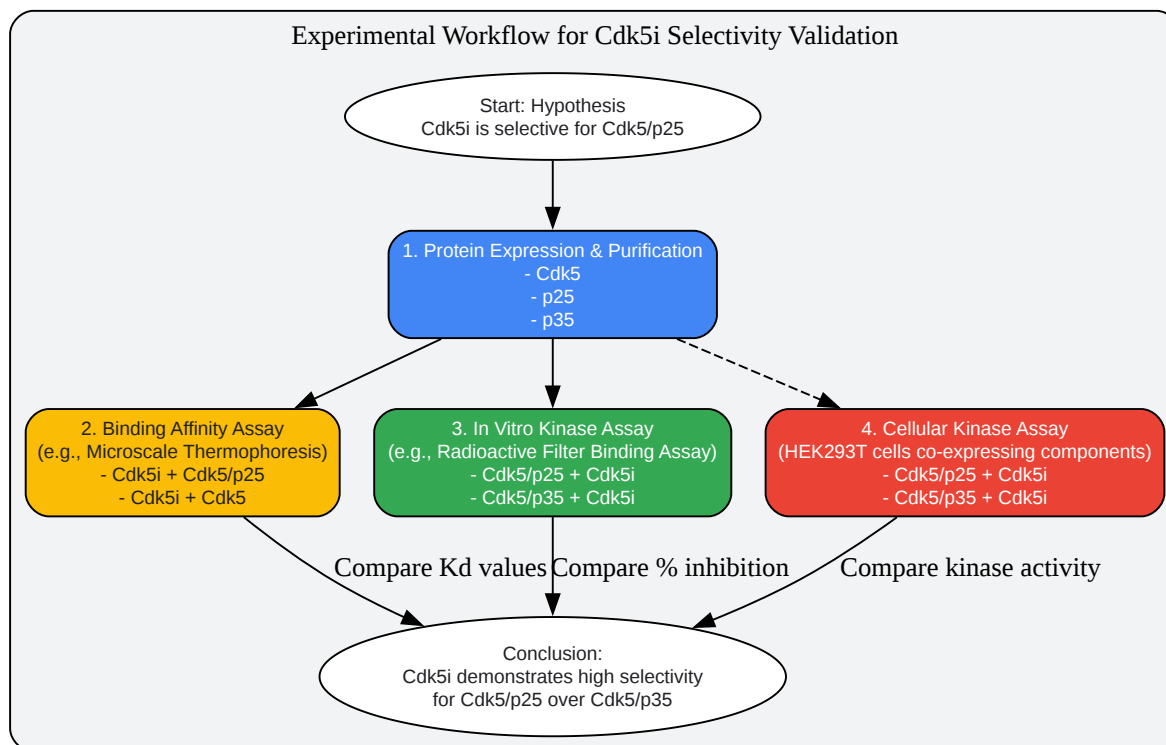 Experimental Workflow for Cdk5i Selectivity Validation
Start: Hypothesis
Cdk5i is selective for Cdk5/p25
1. Protein Expression & Purification
- Cdk5
- p25
- p35
2. Binding Affinity Assay
(e.g., Microscale Thermophoresis)
- Cdk5i + Cdk5/p25
- Cdk5i + Cdk5
3. In Vitro Kinase Assay
(e.g., Radioactive Filter Binding Assay)
- Cdk5/p25 + Cdk5i
- Cdk5/p35 + Cdk5i
4. Cellular Kinase Assay
(HEK293T cells co-expressing components)
- Cdk5/p25 + Cdk5i
- Cdk5/p35 + Cdk5i
Compare Kd values
Compare % inhibition
Compare kinase activity
Conclusion:
Cdk5i demonstrates high selectivity
for Cdk5/p25 over Cdk5/p35